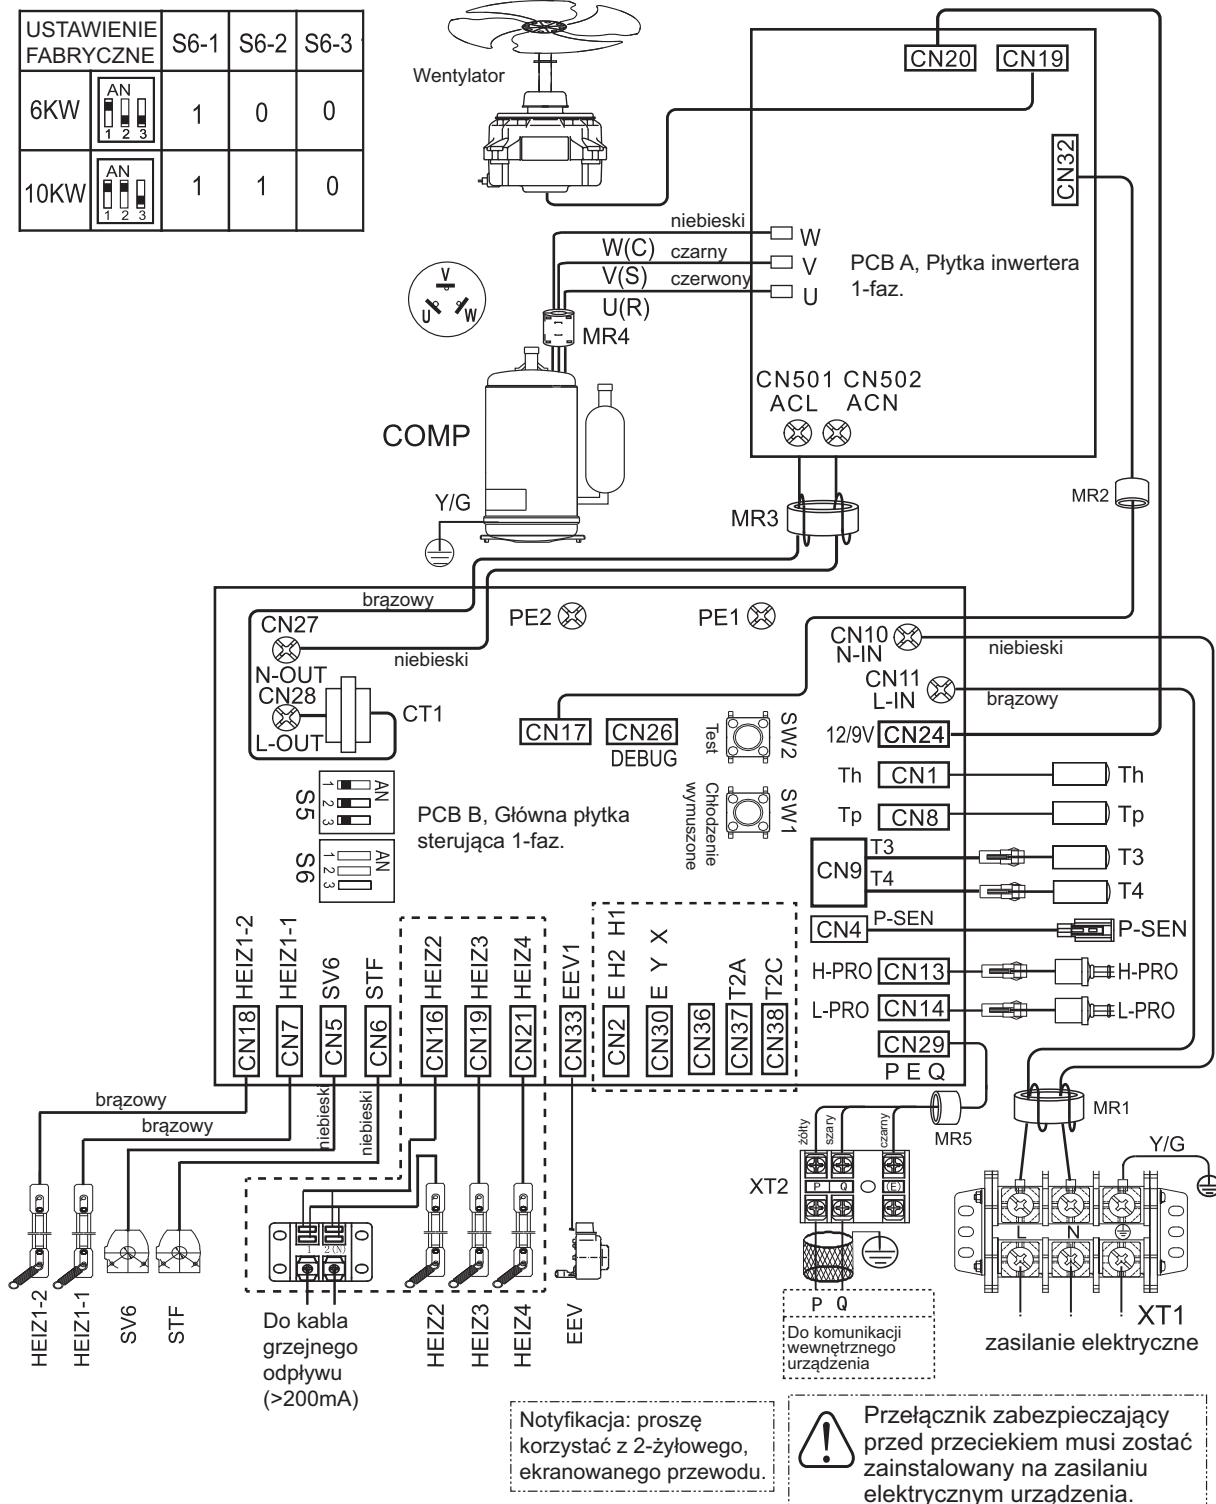 USTAWIENIE
FABRYCZNE
S6-1
S6-2
S6-3
6KW
AN
1 2 3
1
0
0
10KW
AN
1 2 3
1
1
0
Wentylator
CN20
CN19
CN32
niebieski
W(C)
czarny
V(S)
czerwony
U(R)
W
V
U
PCB A, Płytka inwertera
1-faz.
V
U
W
MR4
CN501 CN502
ACL ACN
COMP
Y/G
MR3
MR2
brązowy
CN27
N-OUT
niebieski
CN28
L-OUT
CT1
PE2
PE1
CN10
N-IN
niebieski
CN11
L-IN
brązowy
CN17
CN26
DEBUG
Test
SW2
12/9V
CN24
Th
CN1
Th
Tp
CN8
Tp
S5
1
2
3
AN
S6
1
2
3
AN
PCB B, Główna płytka
sterująca 1-faz.
Chłodzenie
wymuszone
SW1
CN9
T3
T4
T3
T4
CN4
P-SEN
P-SEN
H-PRO
CN13
H-PRO
L-PRO
CN14
L-PRO
CN29
P E Q
HEIZ1-2
HEIZ1-1
SV6
STF
HEIZ2
HEIZ3
HEIZ4
EEV1
E H2 H1
E Y X
T2A
T2C
CN18
CN7
CN5
CN6
CN16
CN19
CN21
CN33
CN2
CN30
CN36
CN37
CN38
brązowy
brązowy
niebieski
niebieski
żółty
szary
czarny
MR5
MR1
Y/G
XT2
P
Q
(E)
L
N
1
2(N)
P Q
Do komunikacji
wewnętrznego
urządzenia
XT1
zasilanie elektryczne
HEIZ1-2
HEIZ1-1
SV6
STF
Do kabla
grzejnego
odpływu
(>200mA)
HEIZ2
HEIZ3
HEIZ4
EEV
Notyfikacja: proszę
korzystać z 2-żyłowego,
ekranowanego przewodu.
!
Przełącznik zabezpieczający
przed przeciekiem musi zostać
zainstalowany na zasilaniu
elektrycznym urządzenia.